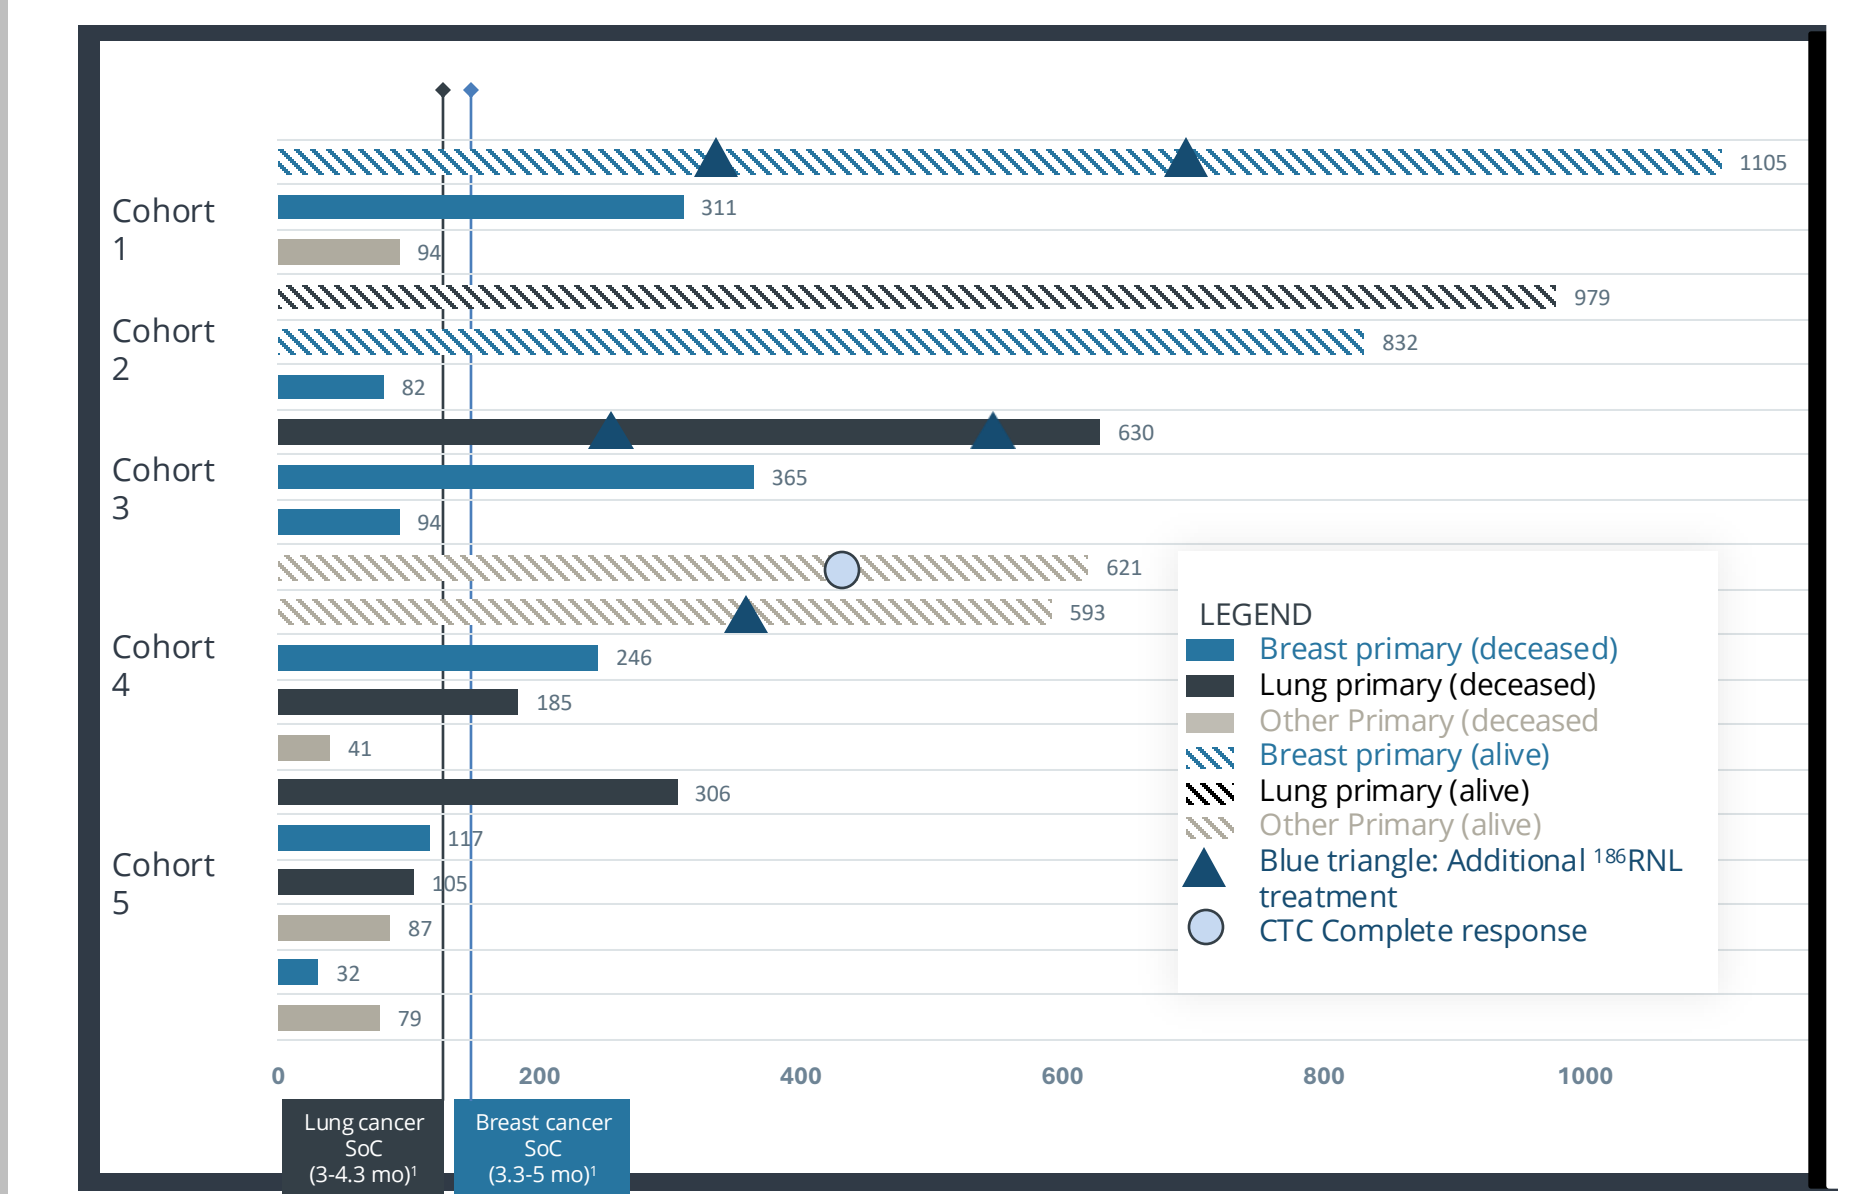 1105
Cohort
1
311
94
979
Cohort
2
832
82
630
Cohort
3
365
94
621
593
Cohort
4
246
185
41
306
117
Cohort
5
105
87
32
79
LEGEND
Breast primary (deceased)
Lung primary (deceased)
Other Primary (deceased
Breast primary (alive)
Lung primary (alive)
Other Primary (alive)
Blue triangle: Additional ¹⁸⁶RNL
treatment
CTC Complete response
0 200 400 600 800 1000
Lung cancer
SoC
(3-4.3 mo)¹
Breast cancer
SoC
(3.3-5 mo)¹